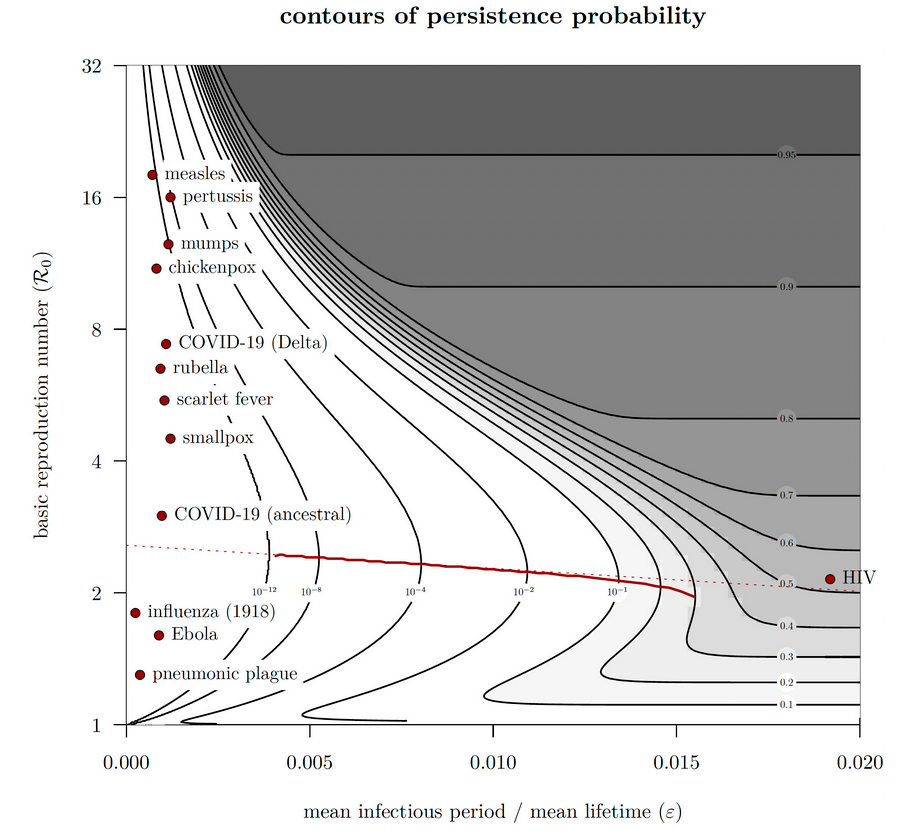 contours of persistence probability
basic reproduction number (𝓡₀)
32
16
8
4
2
1
measles
pertussis
mumps
chickenpox
COVID-19 (Delta)
rubella
scarlet fever
smallpox
COVID-19 (ancestral)
influenza (1918)
Ebola
pneumonic plague
HIV
0.95
0.9
0.8
0.7
0.6
0.5
0.4
0.3
0.2
0.1
10⁻¹² 10⁻⁸ 10⁻⁴ 10⁻² 10⁻¹
0.000 0.005 0.010 0.015 0.020
mean infectious period / mean lifetime (ε)